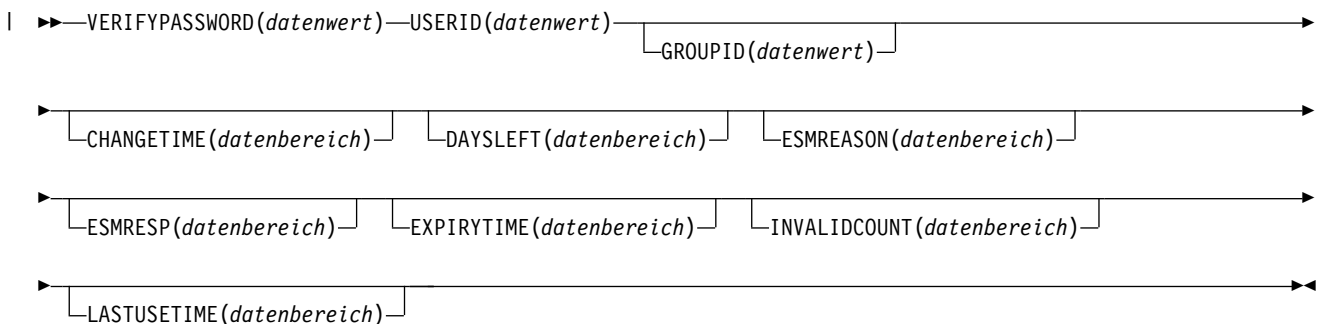 | ►►—VERIFYPASSWORD(datenwert)—USERID(datenwert)
GROUPID(datenwert)
CHANGETIME(datenbereich) DAYSLEFT(datenbereich) ESMREASON(datenbereich)
ESMRESP(datenbereich) EXPIRYTIME(datenbereich) INVALIDCOUNT(datenbereich)
LASTUSETIME(datenbereich)